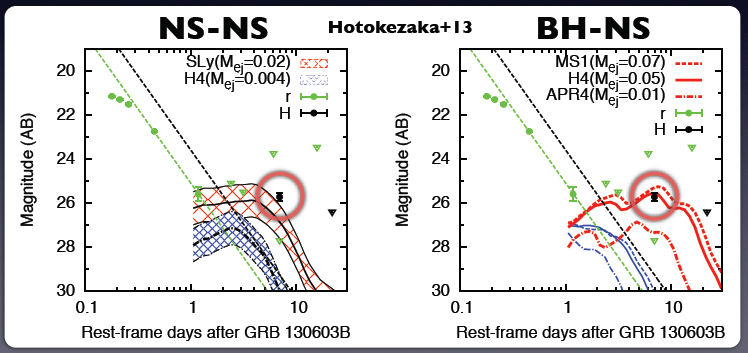 NS-NS
Hotokezaka+13
BH-NS
SLy(Mej=0.02)
H4(Mej=0.004)
r
H
20
22
24
26
28
30
Magnitude (AB)
0.1
1
10
Rest-frame days after GRB 130603B
MS1(Mej=0.07)
H4(Mej=0.05)
APR4(Mej=0.01)
r
H
20
22
24
26
28
30
Magnitude (AB)
0.1
1
10
Rest-frame days after GRB 130603B